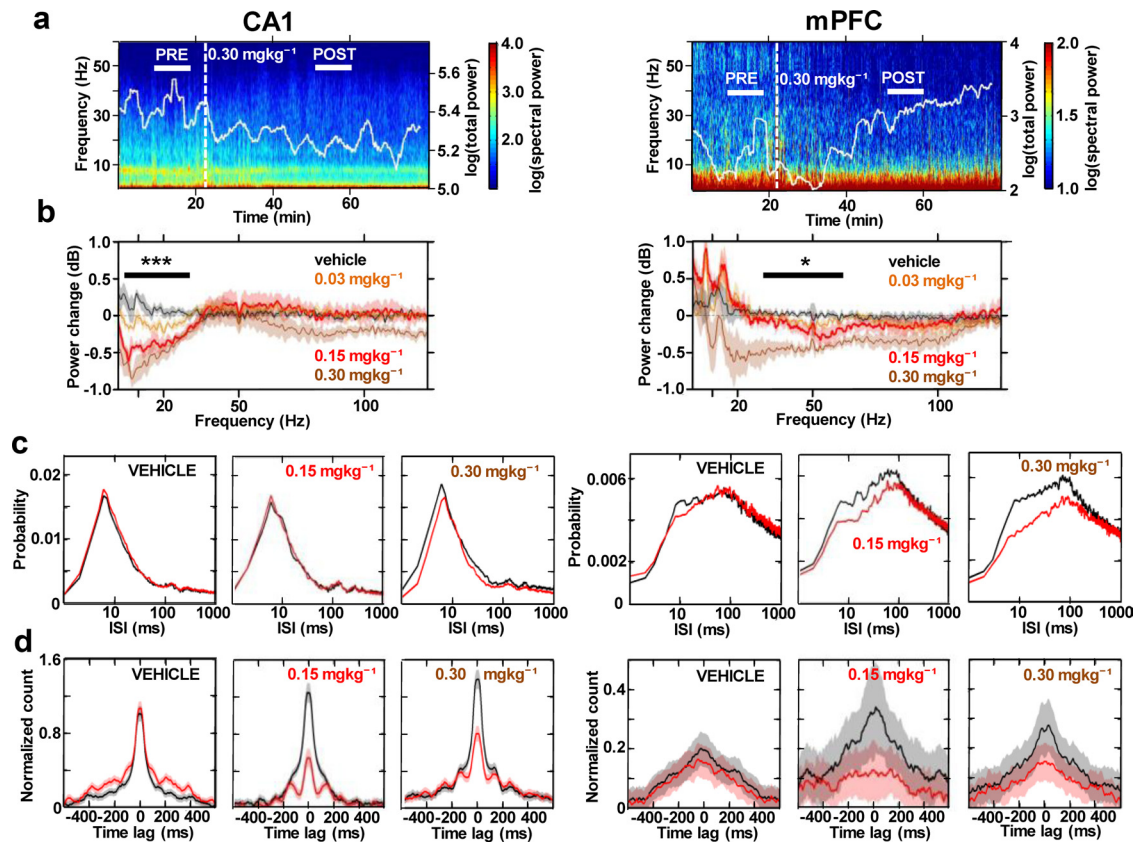 CA1
mPFC
a
PRE
0.30 mgkg⁻¹
POST
Frequency (Hz)
50
30
10
20
40
60
Time (min)
5.6
5.4
5.2
5.0
log(total power)
4.0
3.0
2.0
log(spectral power)
PRE
0.30 mgkg⁻¹
POST
Frequency (Hz)
50
30
10
20
40
60
Time (min)
4
3
2
log(total power)
2.0
1.5
1.0
log(spectral power)
b
Power change (dB)
1.0
0.5
0
-0.5
-1.0
***
vehicle
0.03 mgkg⁻¹
0.15 mgkg⁻¹
0.30 mgkg⁻¹
20
50
100
Frequency (Hz)
Power change (dB)
1.0
0.5
0
-0.5
-1.0
*
vehicle
0.03 mgkg⁻¹
0.15 mgkg⁻¹
0.30 mgkg⁻¹
20
50
100
Frequency (Hz)
c
Probability
0.02
0.01
0
VEHICLE
10
100
1000
ISI (ms)
0.15 mgkg⁻¹
10
100
1000
ISI (ms)
0.30 mgkg⁻¹
10
100
1000
ISI (ms)
Probability
0.006
0.002
0
VEHICLE
10
100
1000
ISI (ms)
0.15 mgkg⁻¹
10
100
1000
ISI (ms)
0.30 mgkg⁻¹
10
100
1000
ISI (ms)
d
Normalized count
1.6
0.8
0
VEHICLE
-400
-200
0
200
400
Time lag (ms)
0.15 mgkg⁻¹
-400
-200
0
200
400
Time lag (ms)
0.30 mgkg⁻¹
-400
-200
0
200
400
Time lag (ms)
Normalized count
0.4
0.2
0
VEHICLE
-400
-200
0
200
400
Time lag (ms)
0.15 mgkg⁻¹
-400
-200
0
200
400
Time lag (ms)
0.30 mgkg⁻¹
-400
-200
0
200
400
Time lag (ms)